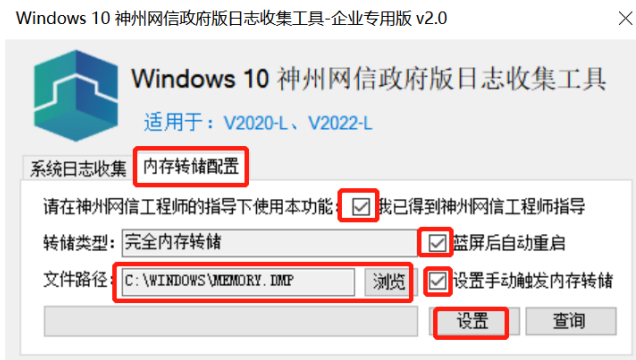 Windows 10 神州网信政府版日志收集工具-企业专用版 v2.0
Windows 10 神州网信政府版日志收集工具
适用于：V2020-L、V2022-L
系统日志收集 内存转储配置
请在神州网信工程师的指导下使用本功能: 我已得到神州网信工程师指导
转储类型: 完全内存转储 蓝屏后自动重启
文件路径: C:\WINDOWS\MEMORY.DMP 浏览 设置手动触发内存转储
设置 查询